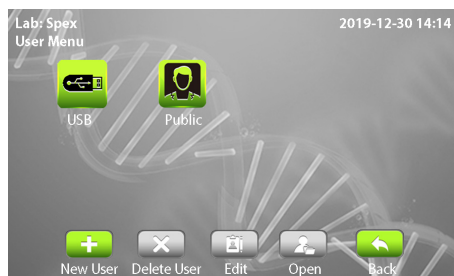 Lab: Spex
2019-12-30 14:14
User Menu
USB
Public
New User
Delete User
Edit
Open
Back